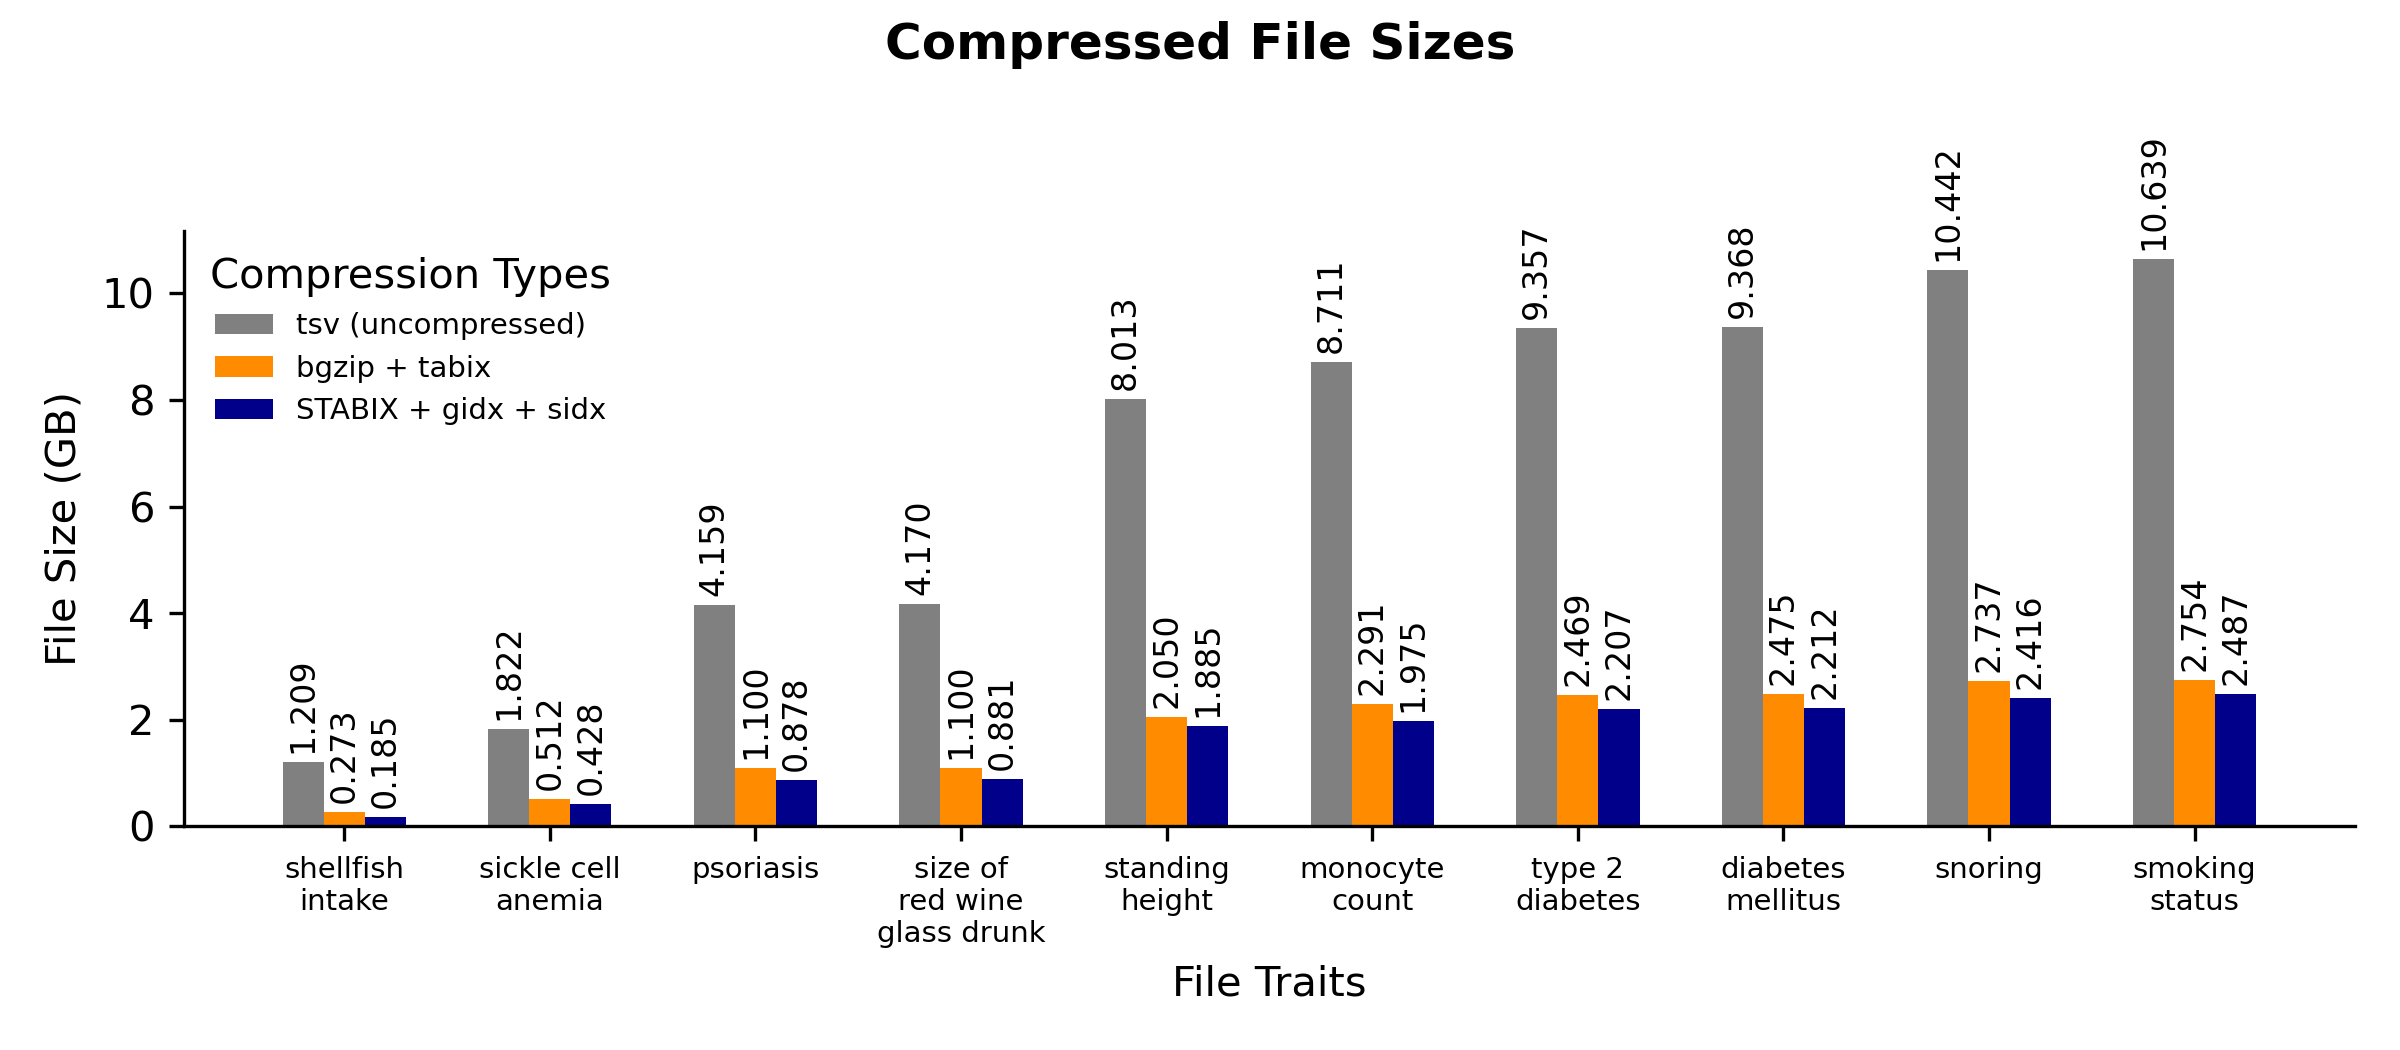 Compressed File Sizes
File Size (GB)
10
8
6
4
2
0
Compression Types
tsv (uncompressed)
bgzip + tabix
STABIX + gidx + sidx
1.209
0.273
0.185
1.822
0.512
0.428
4.159
1.100
0.878
4.170
1.100
0.881
8.013
2.050
1.885
8.711
2.291
1.975
9.357
2.469
2.207
9.368
2.475
2.212
10.442
2.737
2.416
10.639
2.754
2.487
shellfish
intake
sickle cell
anemia
psoriasis
size of
red wine
glass drunk
standing
height
monocyte
count
type 2
diabetes
diabetes
mellitus
snoring
smoking
status
File Traits